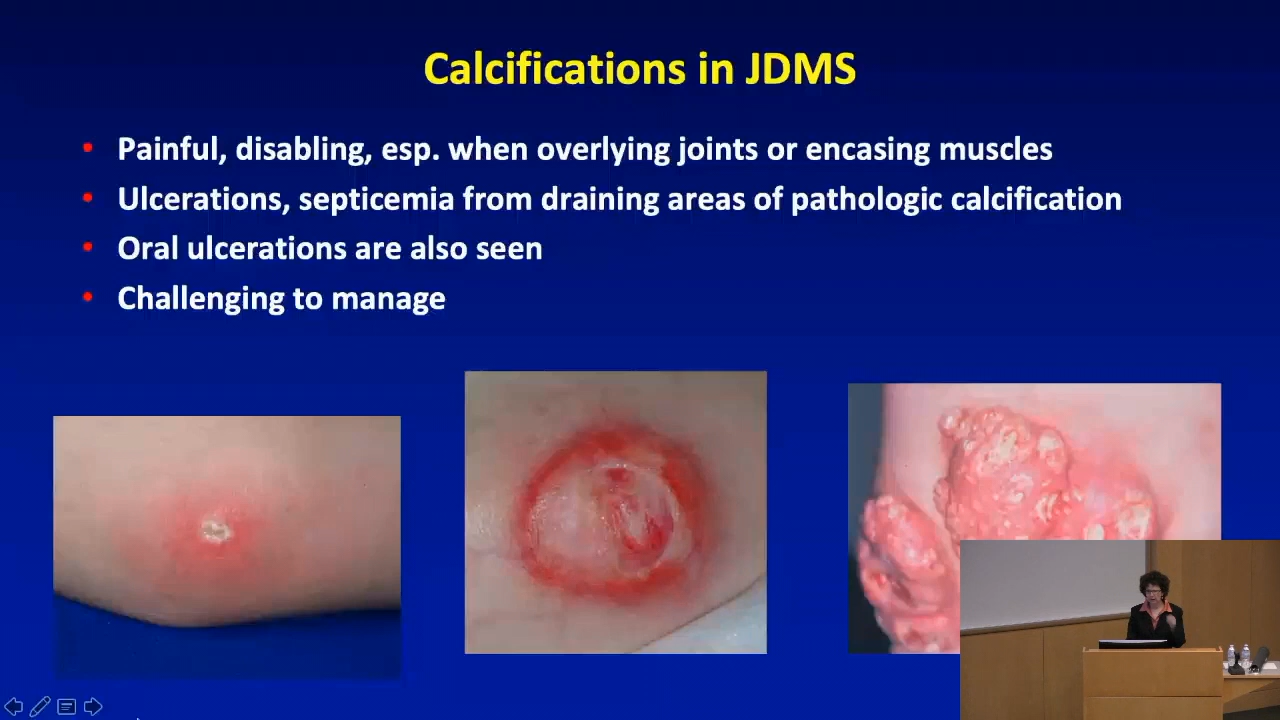 Calcifications in JDMS
• Painful, disabling, esp. when overlying joints or encasing muscles
• Ulcerations, septicemia from draining areas of pathologic calcification
• Oral ulcerations are also seen
• Challenging to manage